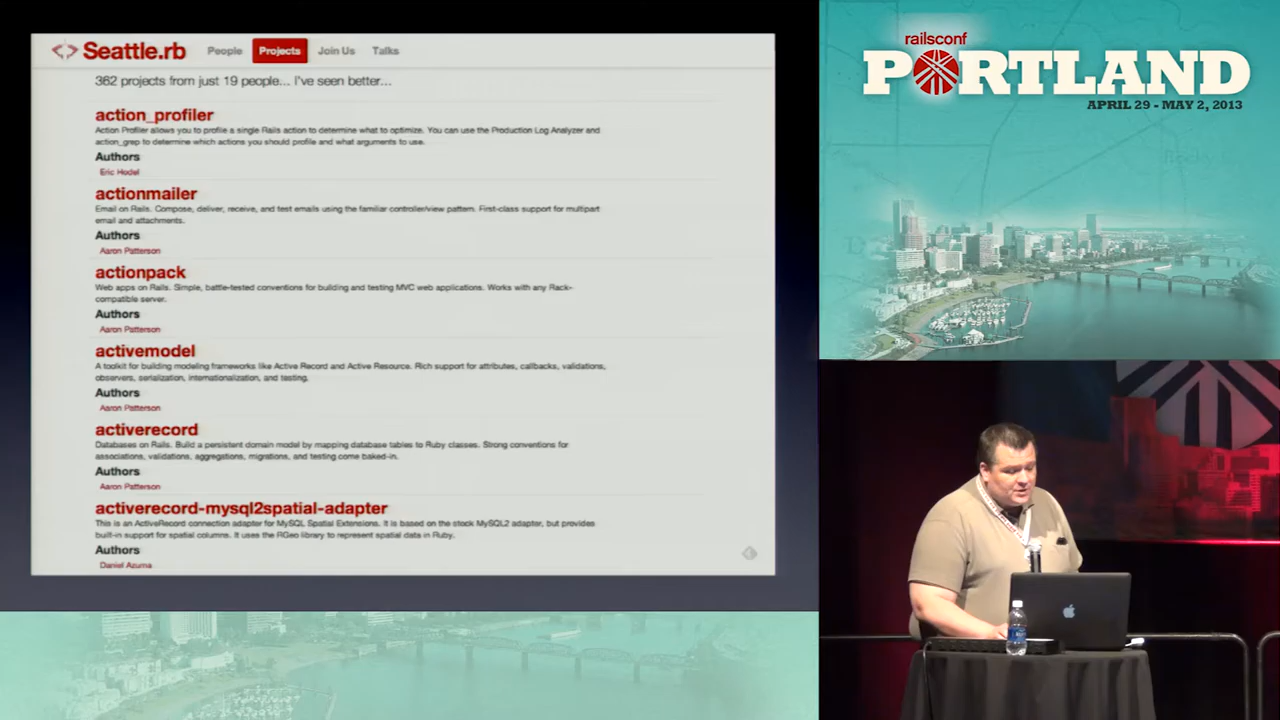 Seattle.rb People Projects Join Us Talks
362 projects from just 19 people... I've seen better...
action_profiler
Action Profiler allows you to profile a single Rails action to determine what to optimize. You can use the Production Log Analyzer and
action_grep to determine which actions you should profile and what arguments to use.
Authors
Eric Hodel
actionmailer
Email on Rails. Compose, deliver, receive, and test emails using the familiar controller/view pattern. First-class support for multipart
email and attachments.
Authors
Aaron Patterson
actionpack
Web apps on Rails. Simple, battle-tested conventions for building and testing MVC web applications. Works with any Rack-
compatible server.
Authors
Aaron Patterson
activemodel
A toolkit for building modeling frameworks like Active Record and Active Resource. Rich support for attributes, callbacks, validations,
observers, serialization, internationalization, and testing.
Authors
Aaron Patterson
activerecord
Databases on Rails. Build a persistent domain model by mapping database tables to Ruby classes. Strong conventions for
associations, validations, aggregations, migrations, and testing come baked-in.
Authors
Aaron Patterson
activerecord-mysql2spatial-adapter
This is an ActiveRecord connection adapter for MySQL Spatial Extensions. It is based on the stock MySQL2 adapter, but provides
built-in support for spatial columns. It uses the RGeo library to represent spatial data in Ruby.
Authors
Daniel Azuma
railsconf
PORTLAND
APRIL 29 - MAY 2, 2013